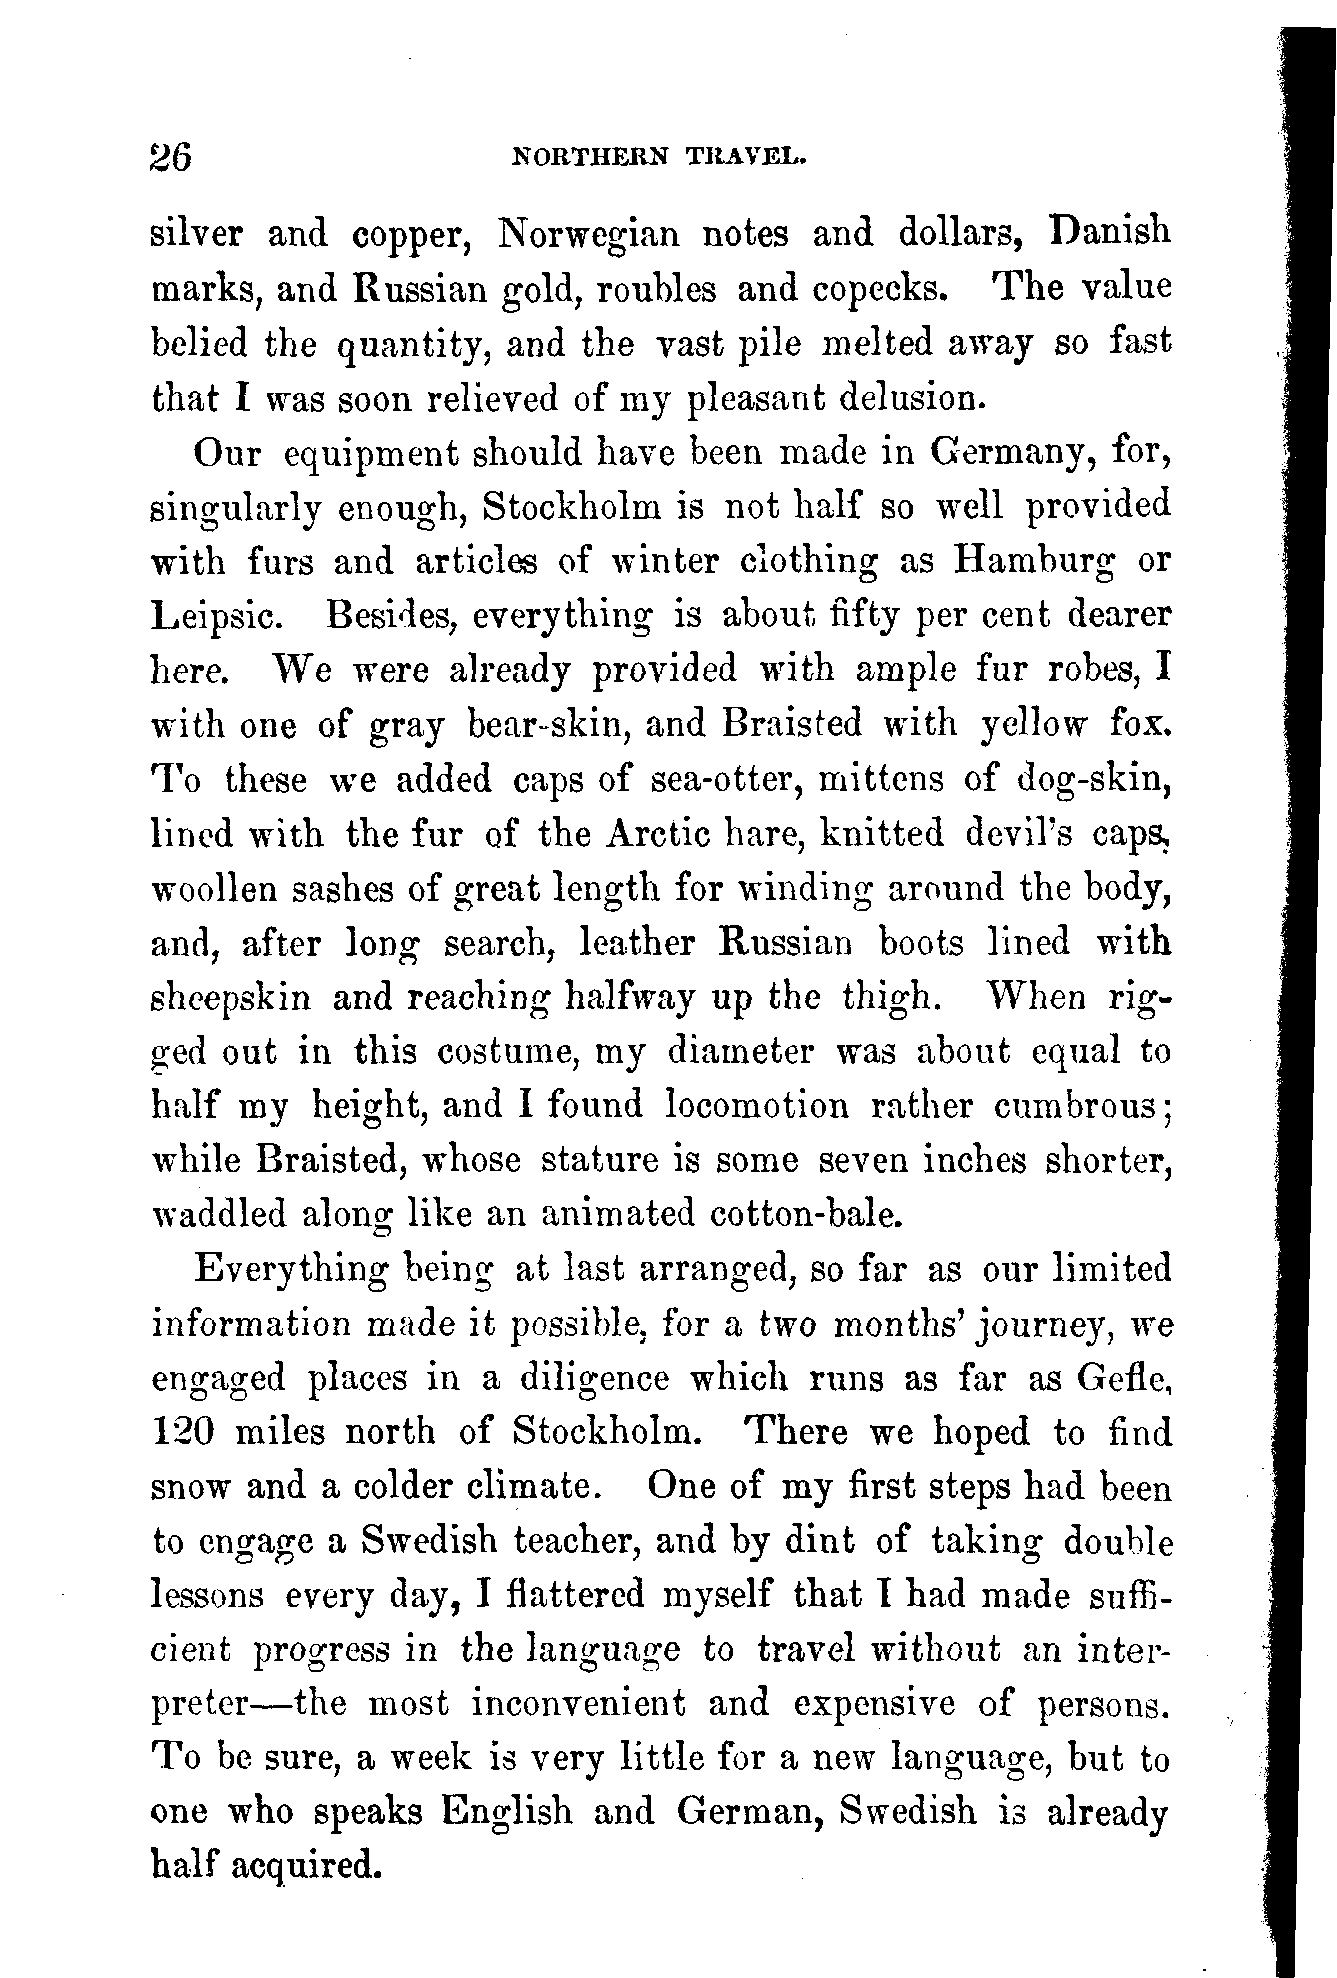 26 NORTHERN TRAVEL.
silver and copper, Norwegian notes and dollars, Danish
marks, and Russian gold, roubles and copecks. The value
belied the quantity, and the vast pile melted away so fast
that I was soon relieved of my pleasant delusion.
Our equipment should have been made in Germany, for,
singularly enough, Stockholm is not half so well provided
with furs and articles of winter clothing as Hamburg or
Leipsic. Besides, everything is about fifty per cent dearer
here. We were already provided with ample fur robes, I
with one of gray bear-skin, and Braisted with yellow fox.
To these we added caps of sea-otter, mittens of dog-skin,
lined with the fur of the Arctic hare, knitted devil's caps,
woollen sashes of great length for winding around the body,
and, after long search, leather Russian boots lined with
sheepskin and reaching halfway up the thigh. When rig-
ged out in this costume, my diameter was about equal to
half my height, and I found locomotion rather cumbrous;
while Braisted, whose stature is some seven inches shorter,
waddled along like an animated cotton-bale.
Everything being at last arranged, so far as our limited
information made it possible, for a two months' journey, we
engaged places in a diligence which runs as far as Gefle,
120 miles north of Stockholm. There we hoped to find
snow and a colder climate. One of my first steps had been
to engage a Swedish teacher, and by dint of taking double
lessons every day, I flattered myself that I had made suffi-
cient progress in the language to travel without an inter-
preter—the most inconvenient and expensive of persons.
To be sure, a week is very little for a new language, but to
one who speaks English and German, Swedish is already
half acquired.